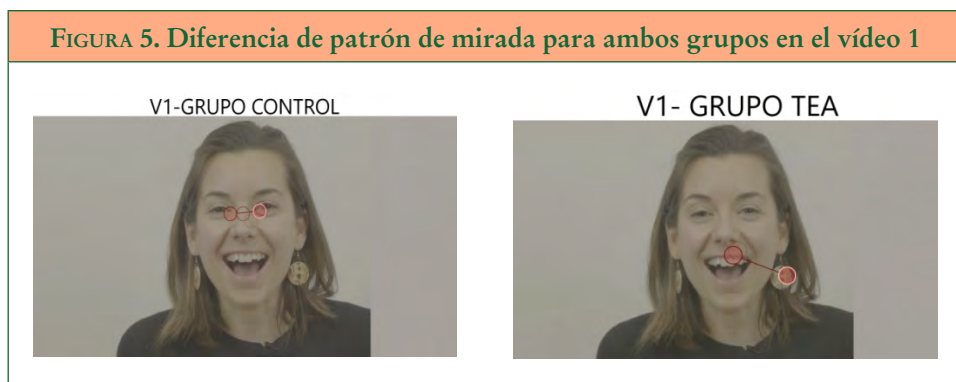 FIGURA 5. Diferencia de patrón de mirada para ambos grupos en el vídeo 1
V1-GRUPO CONTROL
V1- GRUPO TEA